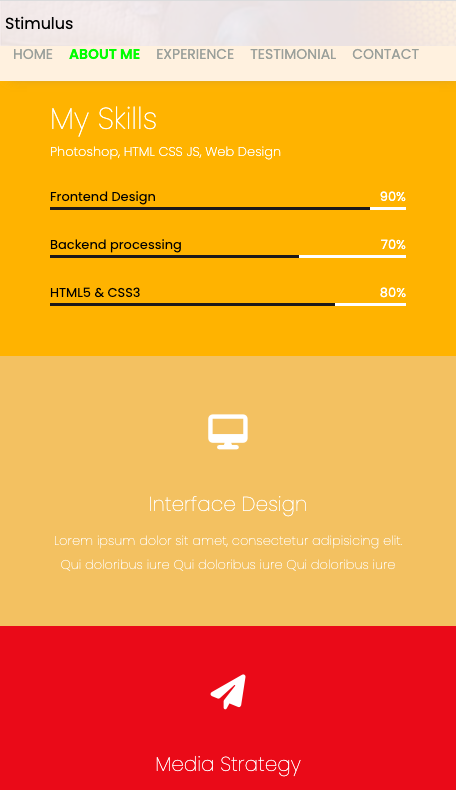 Stimulus
HOME ABOUT ME EXPERIENCE TESTIMONIAL CONTACT
My Skills
Photoshop, HTML CSS JS, Web Design
Frontend Design 90%
Backend processing 70%
HTML5 & CSS3 80%
Interface Design
Lorem ipsum dolor sit amet, consectetur adipisicing elit.
Qui doloribus iure Qui doloribus iure Qui doloribus iure
Media Strategy